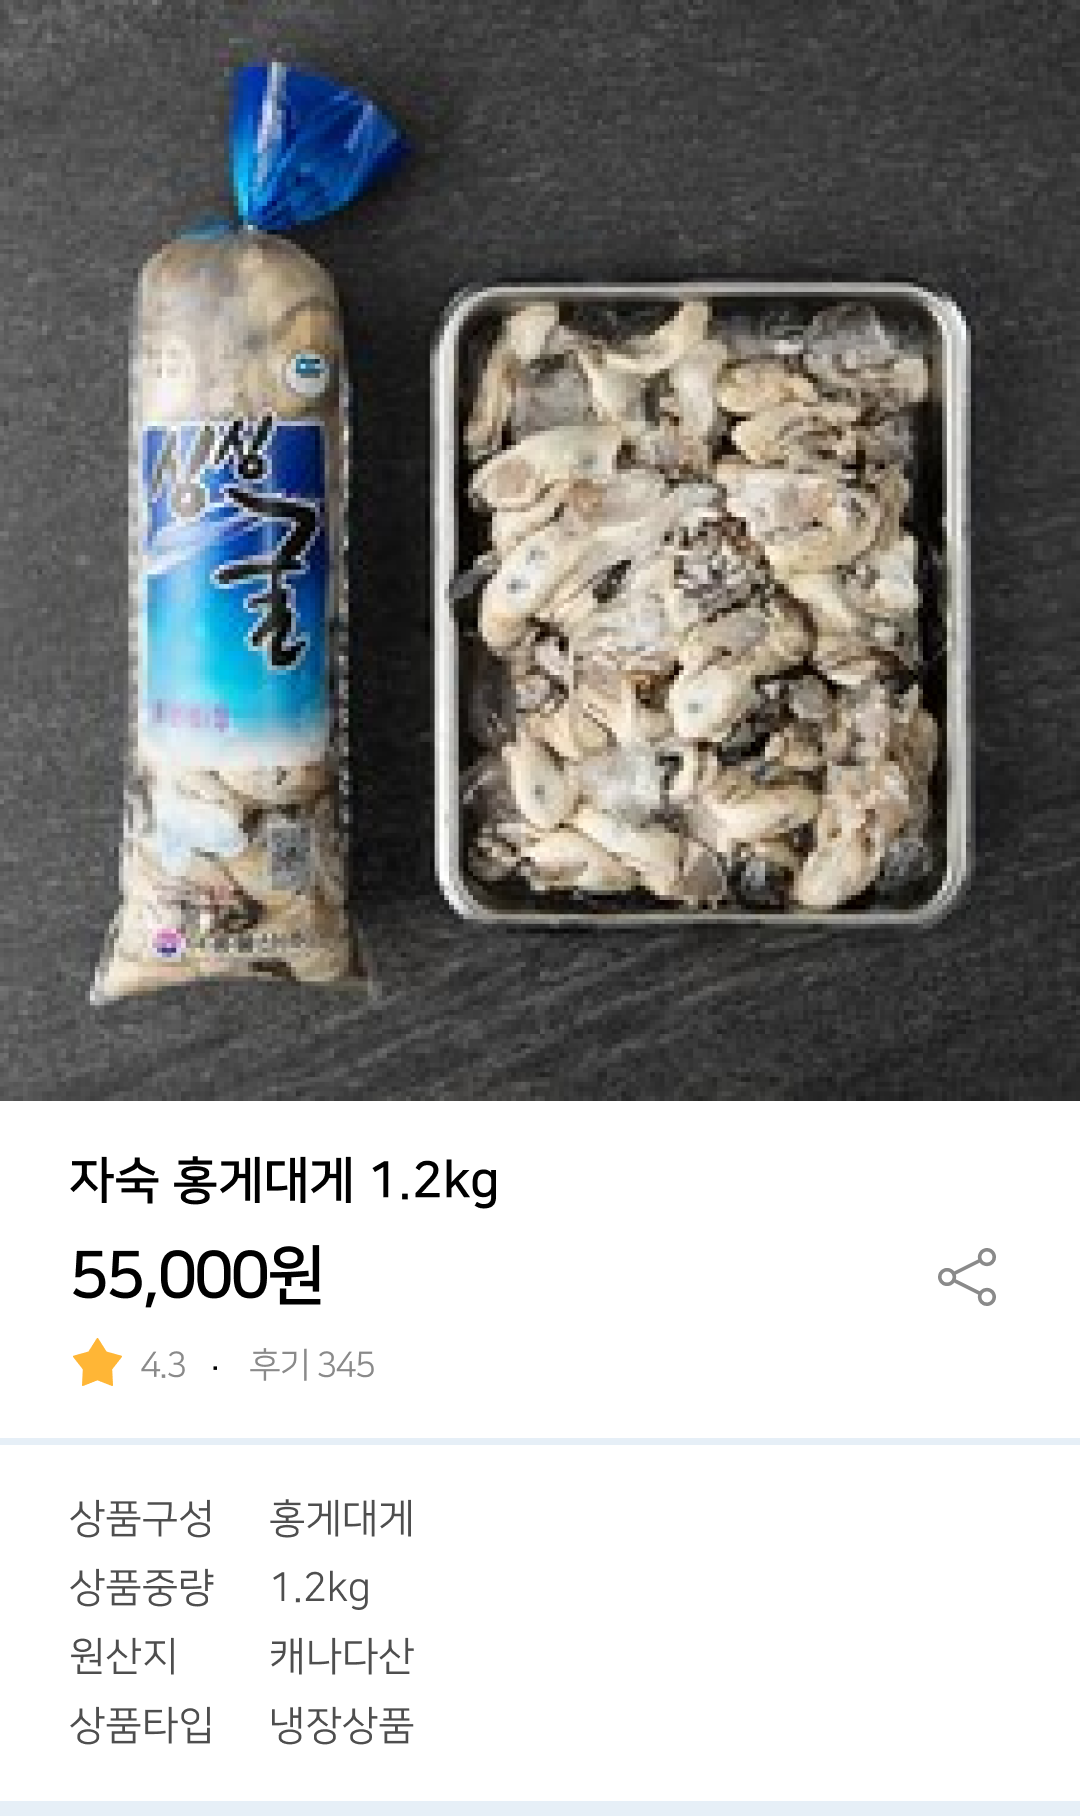 싱싱
굴
자숙 홍게대게 1.2kg
55,000원
4.3 · 후기 345
상품구성 홍게대게
상품중량 1.2kg
원산지 캐나다산
상품타입 냉장상품